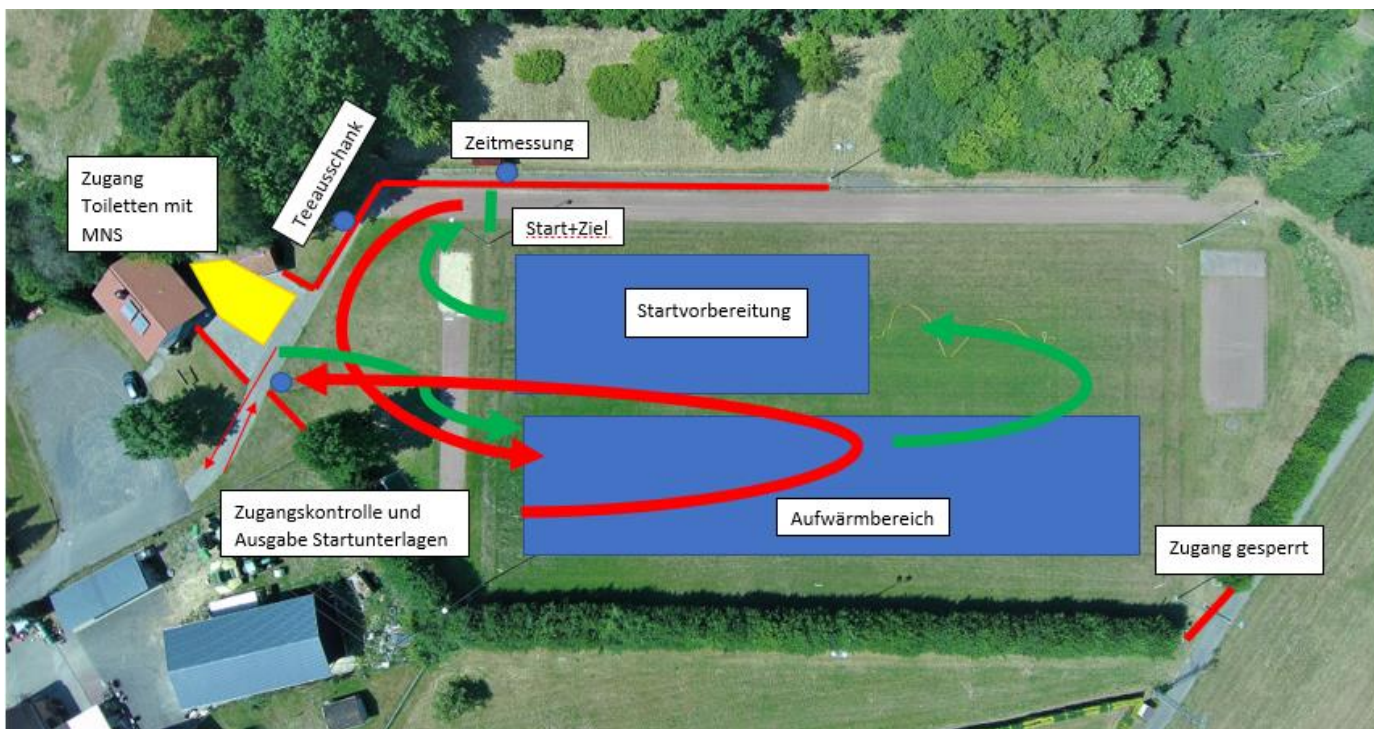 Zeitmessung
Teeausschank
Zugang
Toiletten mit
MNS
Start+Ziel
Startvorbereitung
Zugangskontrolle und
Ausgabe Startunterlagen
Aufwärmbereich
Zugang gesperrt